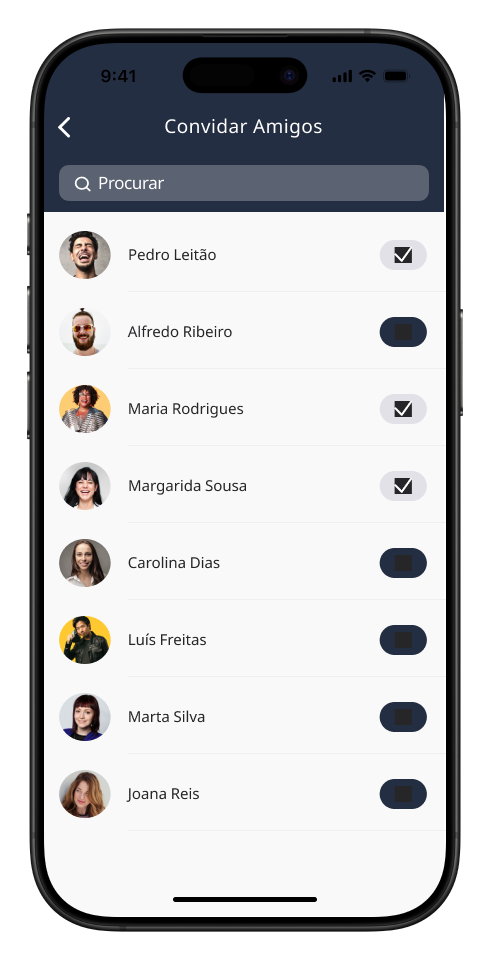 9:41
Convidar Amigos
Procurar
Pedro Leitão
Alfredo Ribeiro
Maria Rodrigues
Margarida Sousa
Carolina Dias
Luís Freitas
Marta Silva
Joana Reis